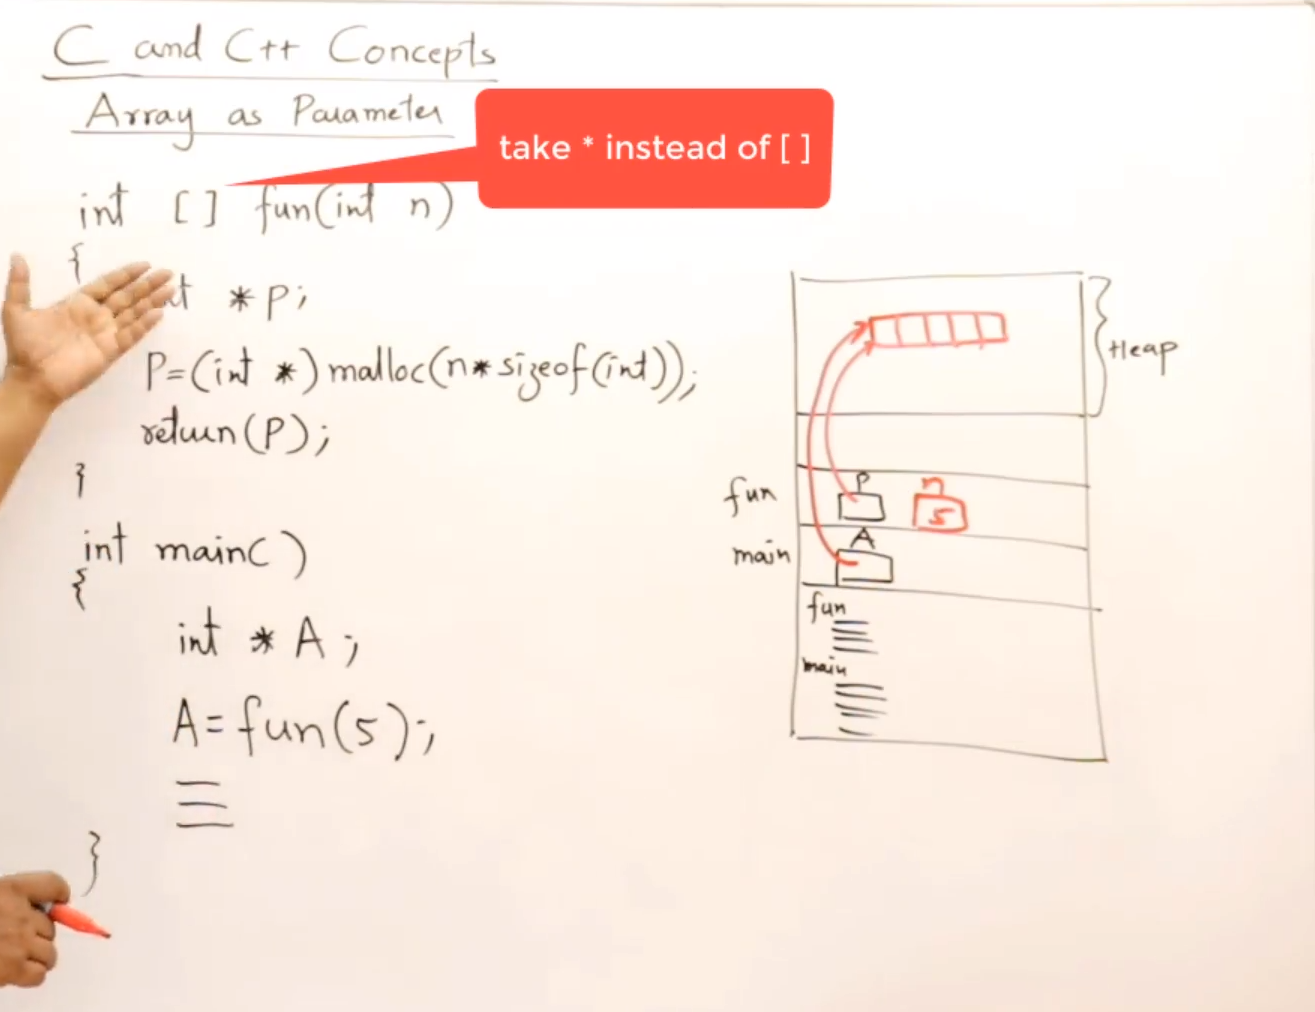 C and C++ Concepts
Array as Parameter
take * instead of [ ]
int [] fun(int n)
{
*P;
P=(int *) malloc(n*sizeof(int));
return(P);
}
int main( )
{
int * A ;
A= fun(5);
}
Heap
fun
P
n
5
main
A
fun
main